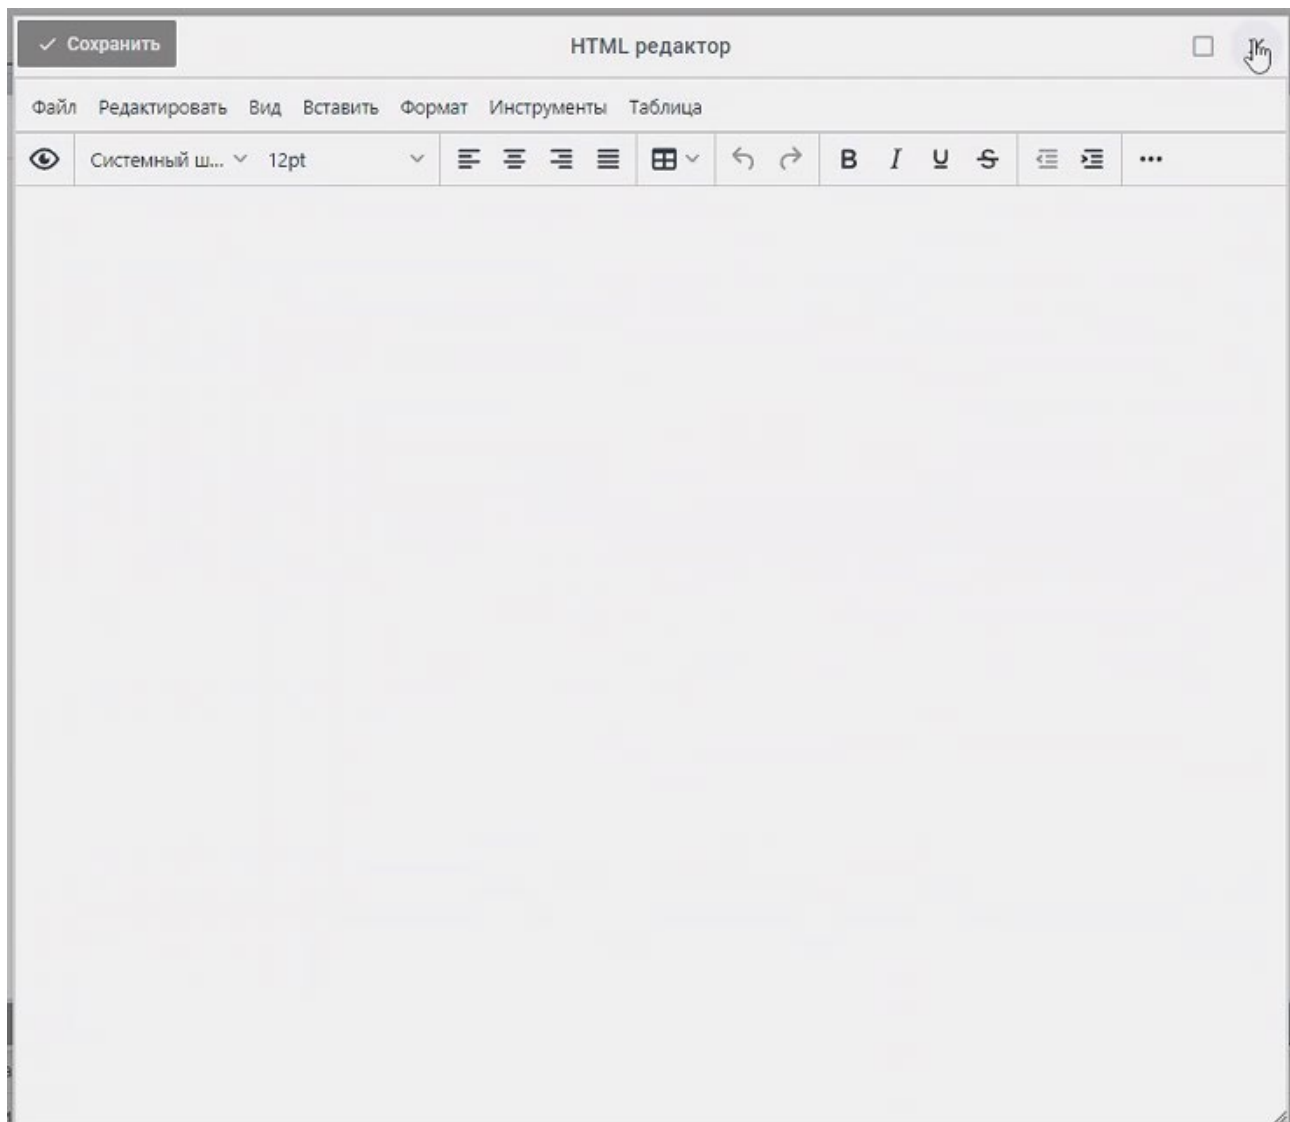 Сохранить
HTML редактор
Файл Редактировать Вид Вставить Формат Инструменты Таблица
Системный ш... 12pt B I U S ...